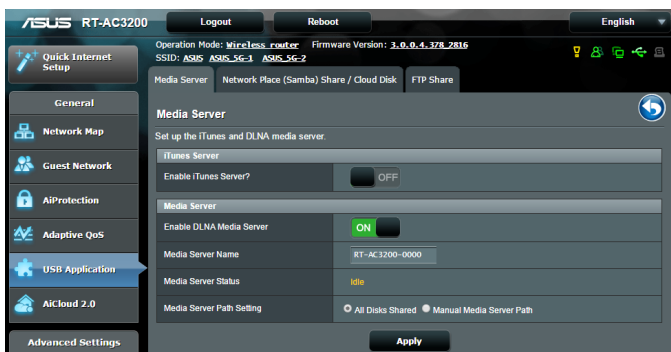 ASUS RT-AC3200
Logout
Reboot
English
Quick Internet Setup
Operation Mode: Wireless router Firmware Version: 3.0.0.4.378_2816
SSID: ASUS ASUS_5G-1 ASUS_5G-2
Media Server
Network Place (Samba) Share / Cloud Disk
FTP Share
General
Network Map
Guest Network
AiProtection
Adaptive QoS
USB Application
AiCloud 2.0
Advanced Settings
Media Server
Set up the iTunes and DLNA media server.
iTunes Server
Enable iTunes Server?
OFF
Media Server
Enable DLNA Media Server
ON
Media Server Name
RT-AC3200-0000
Media Server Status
Idle
Media Server Path Setting
All Disks Shared Manual Media Server Path
Apply